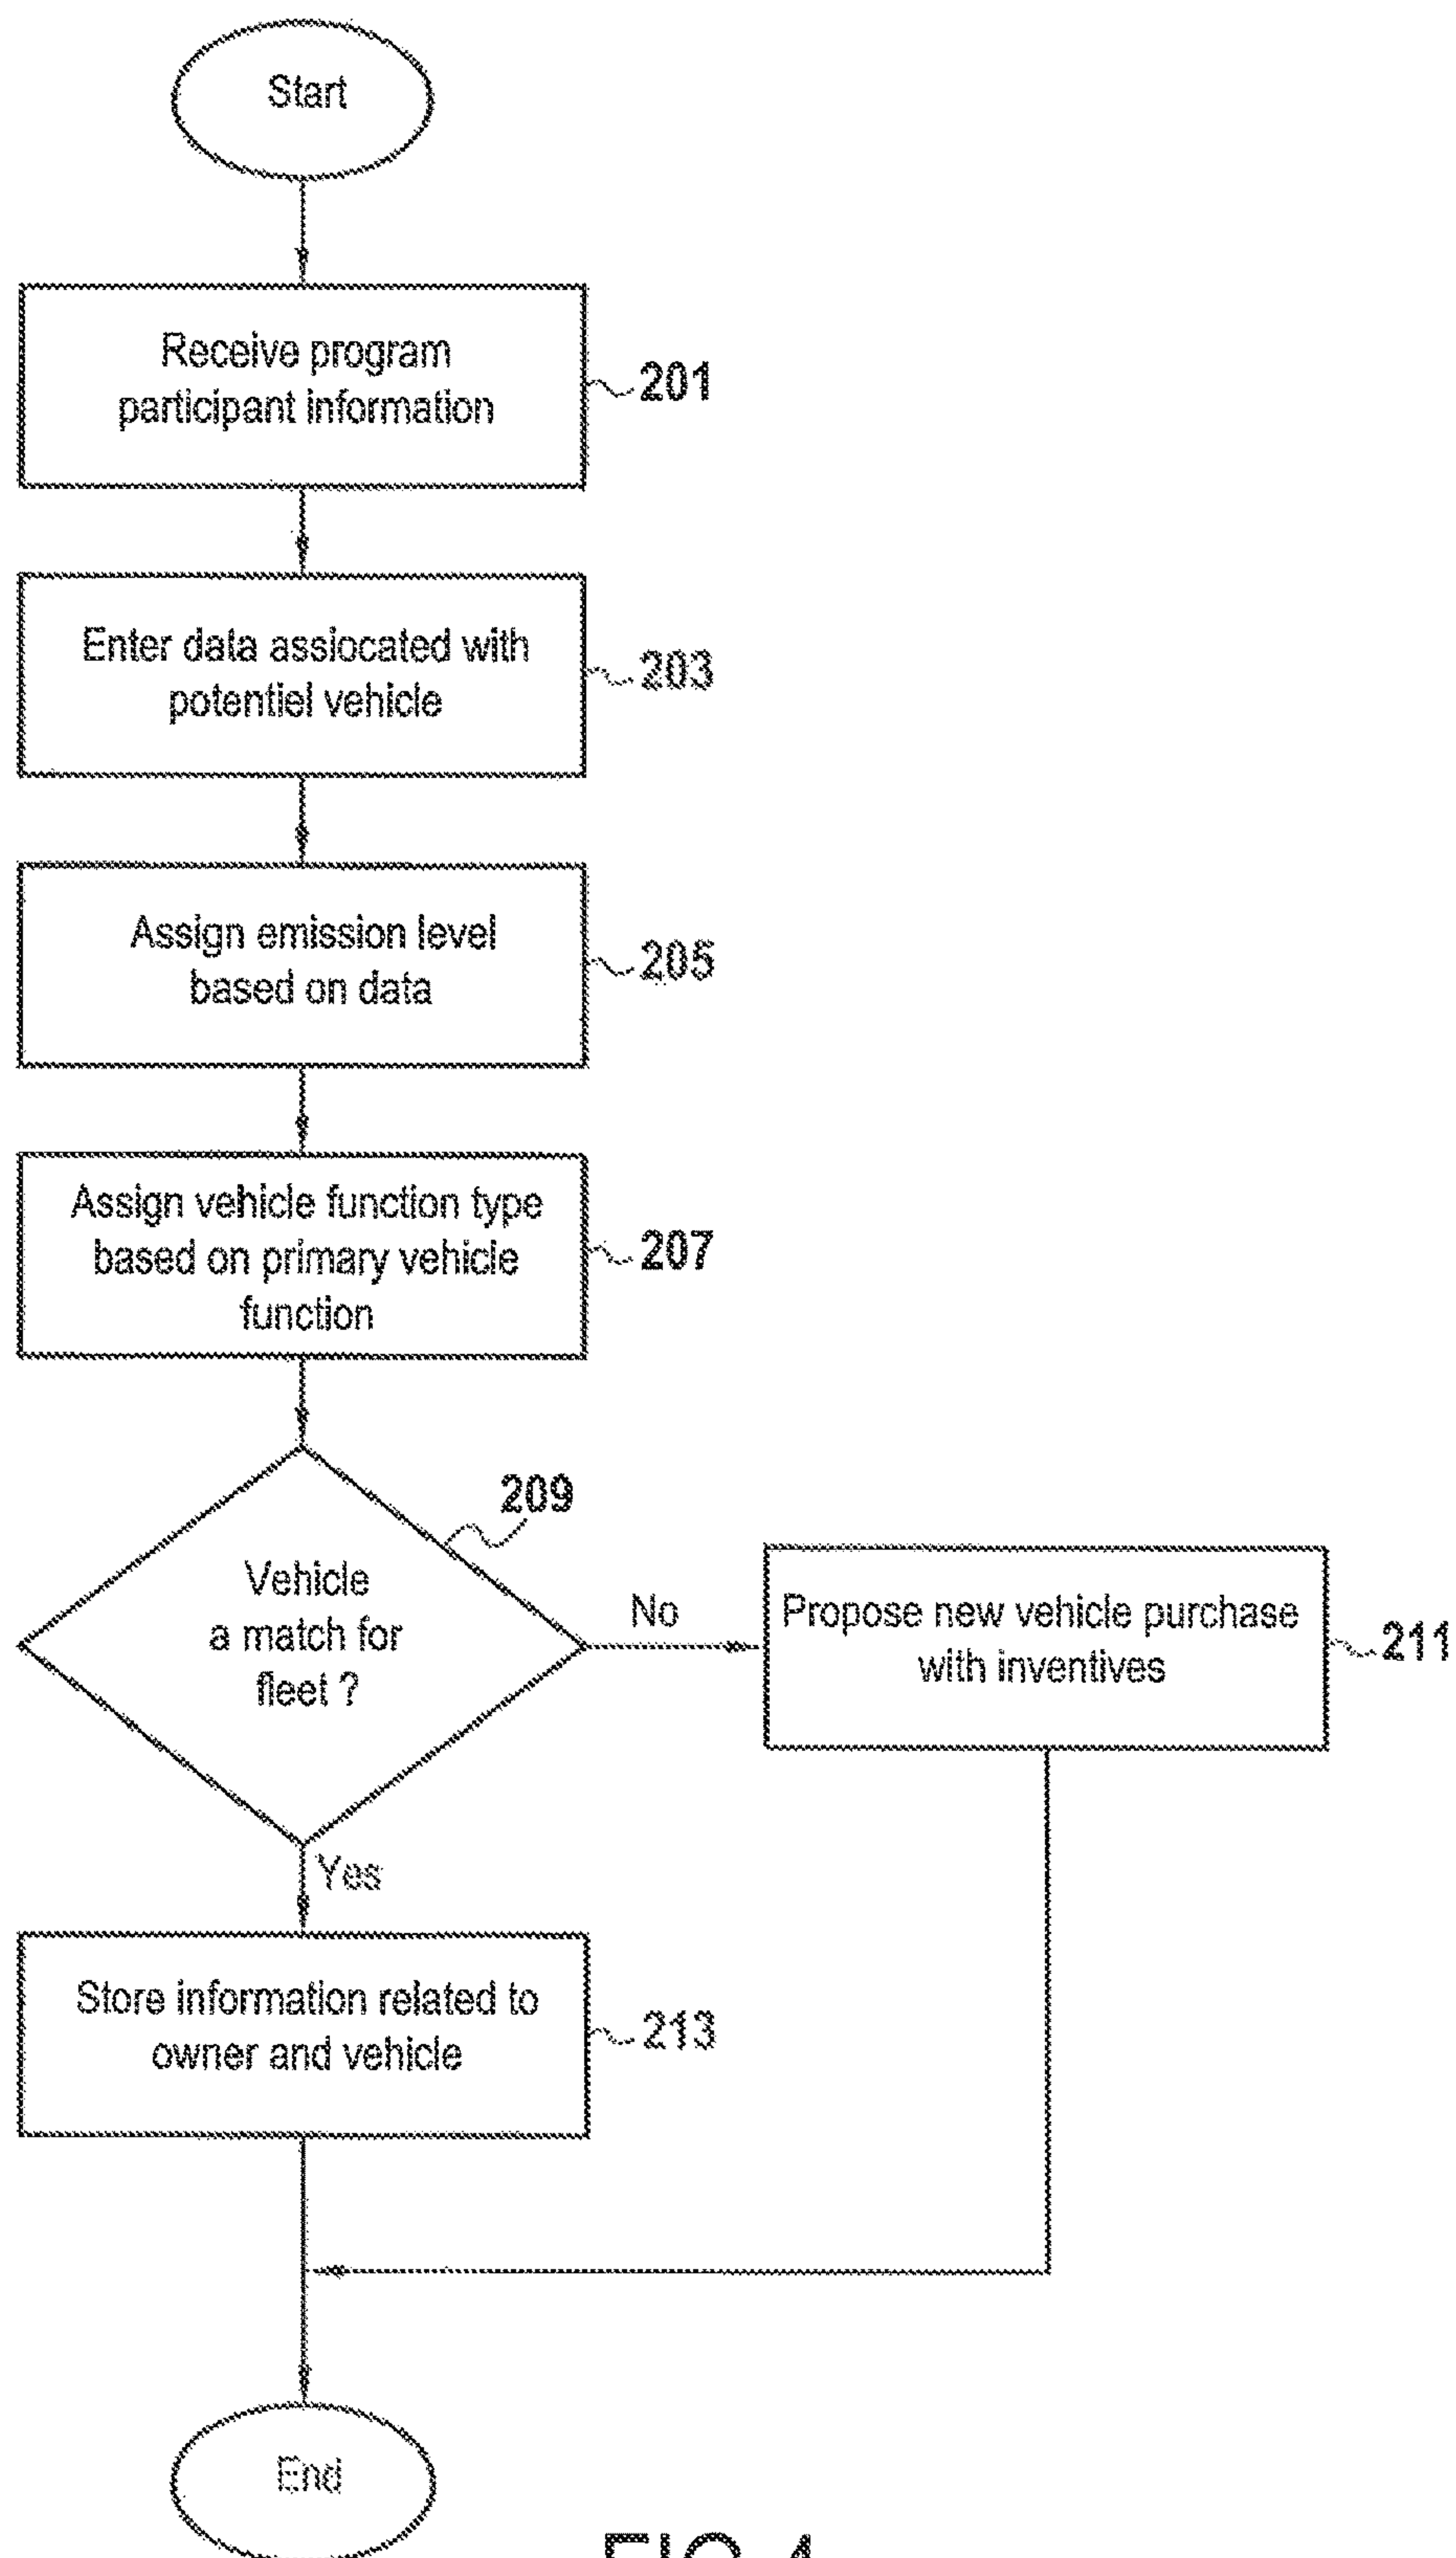 Start
Receive program
participant information
201
Enter data assiocated with
potentiel vehicle
203
Assign emission level
based on data
205
Assign vehicle function type
based on primary vehicle
function
207
209
Vehicle
a match for
fleet ?
No
Propose new vehicle purchase
with inventives
211
Yes
Store information related to
owner and vehicle
213
End